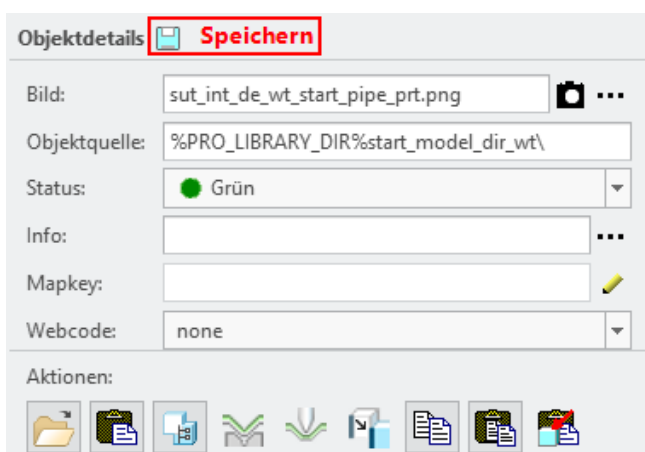 Objektdetails Speichern
Bild: sut_int_de_wt_start_pipe_prt.png
Objektquelle: %PRO_LIBRARY_DIR%start_model_dir_wt\
Status: Grün
Info:
Mapkey:
Webcode: none
Aktionen: